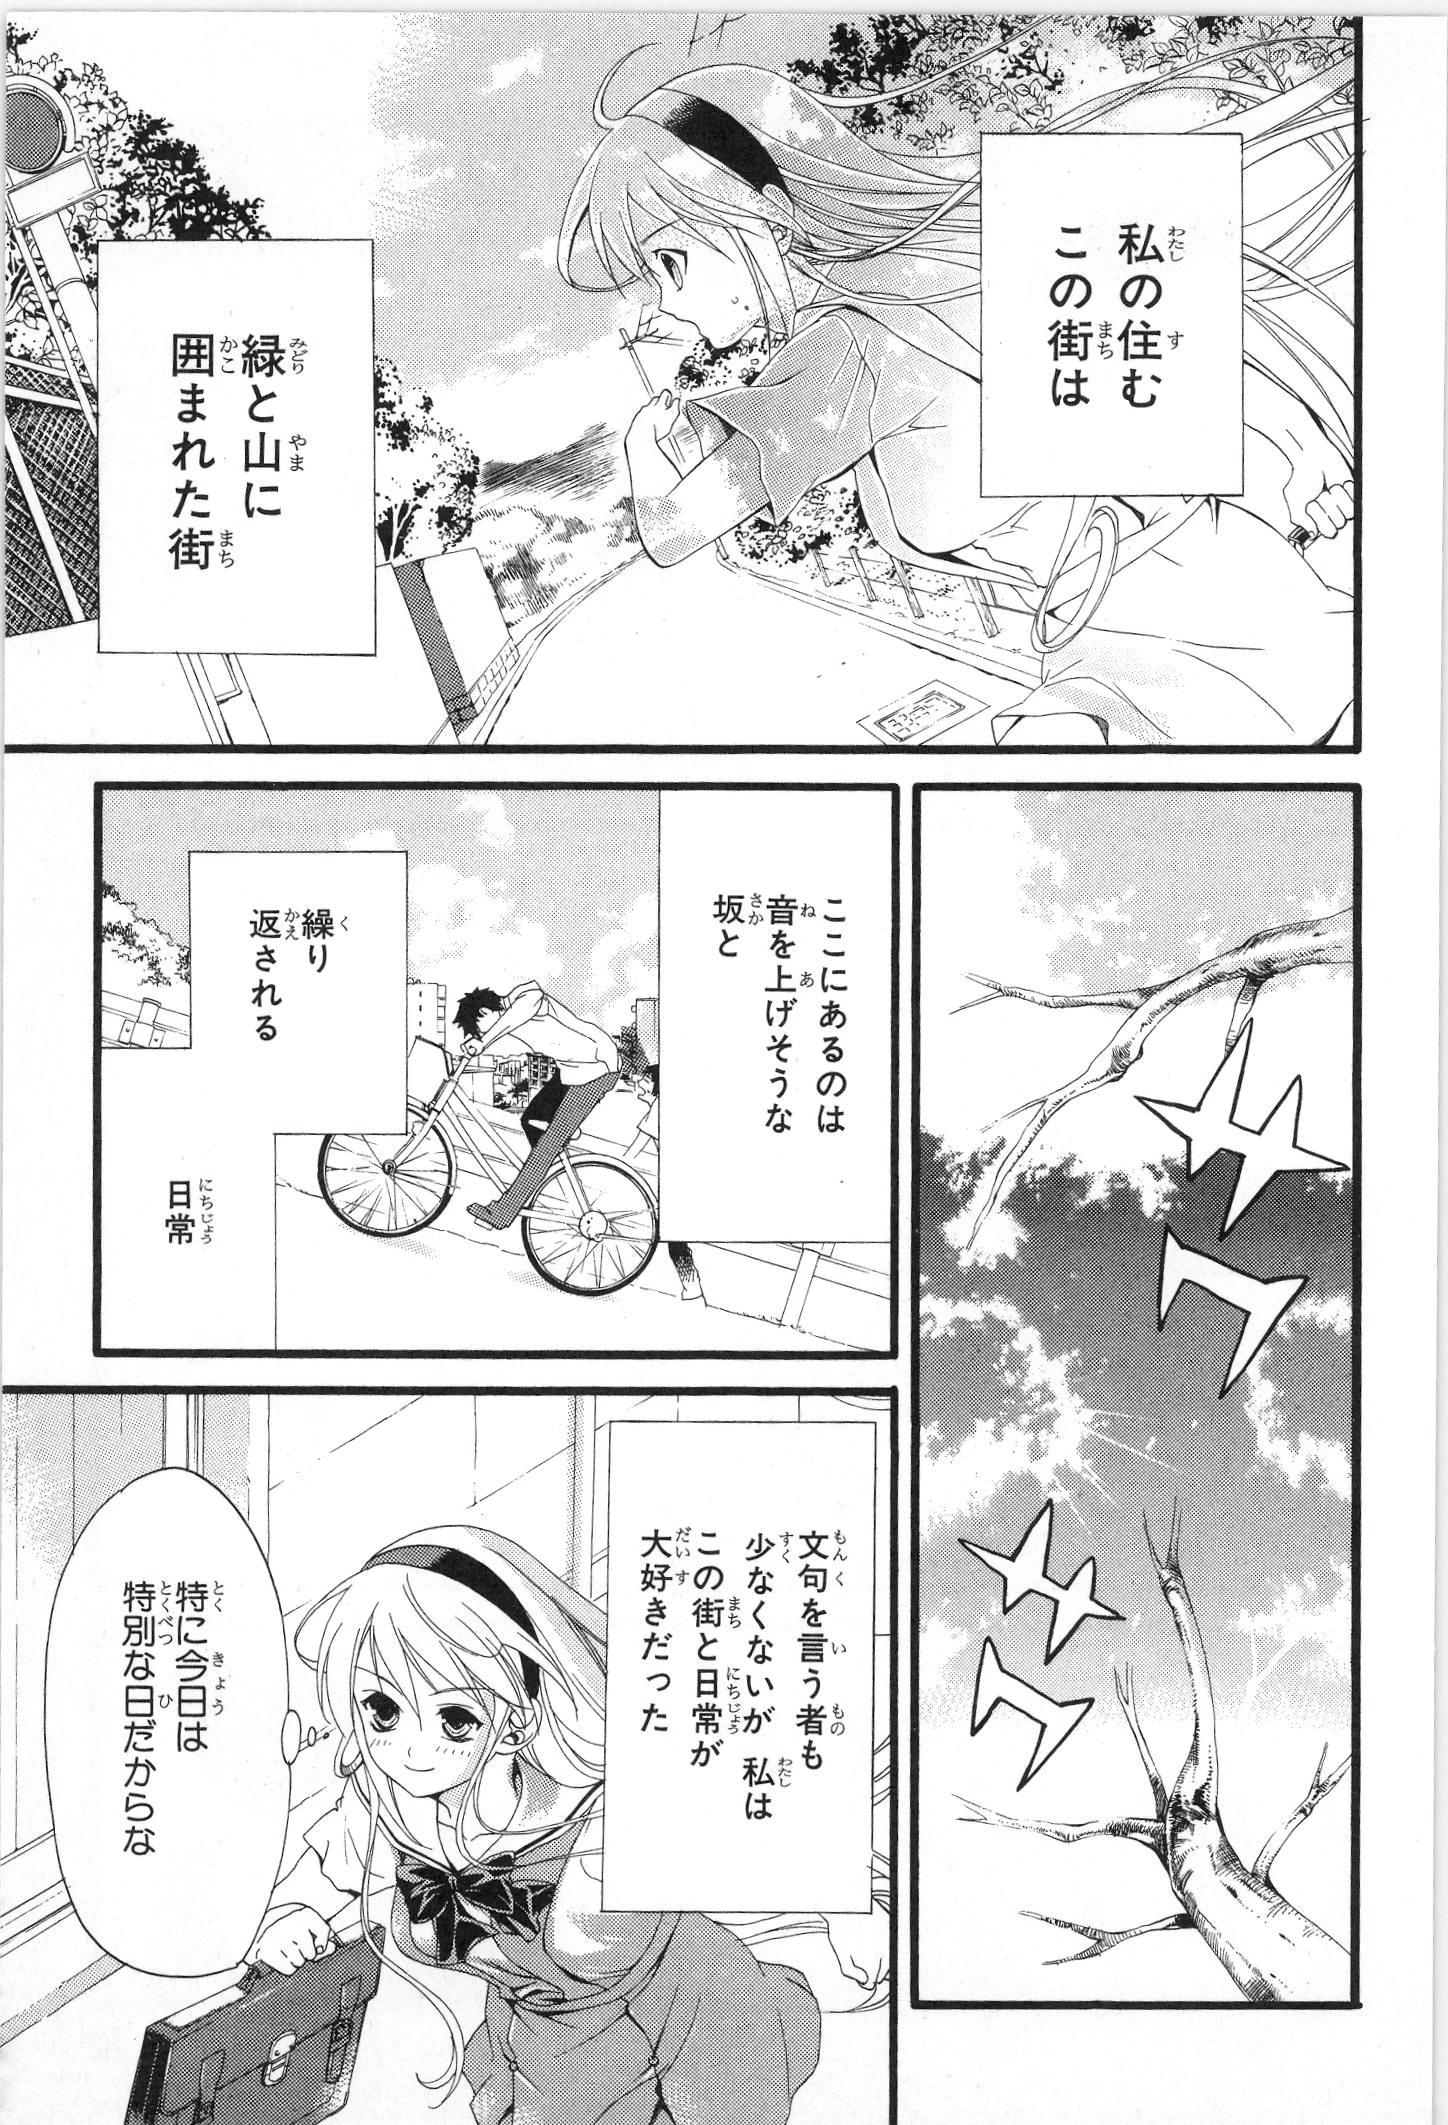 私の住む
この街は
緑と山に
囲まれた街
ザワ
ザワ
ここにあるのは
音を上げそうな
坂と
繰り
返される
日常
文句を言う者も
少なくないが 私は
この街と日常が
大好きだった
特に今日は
特別な日だからな